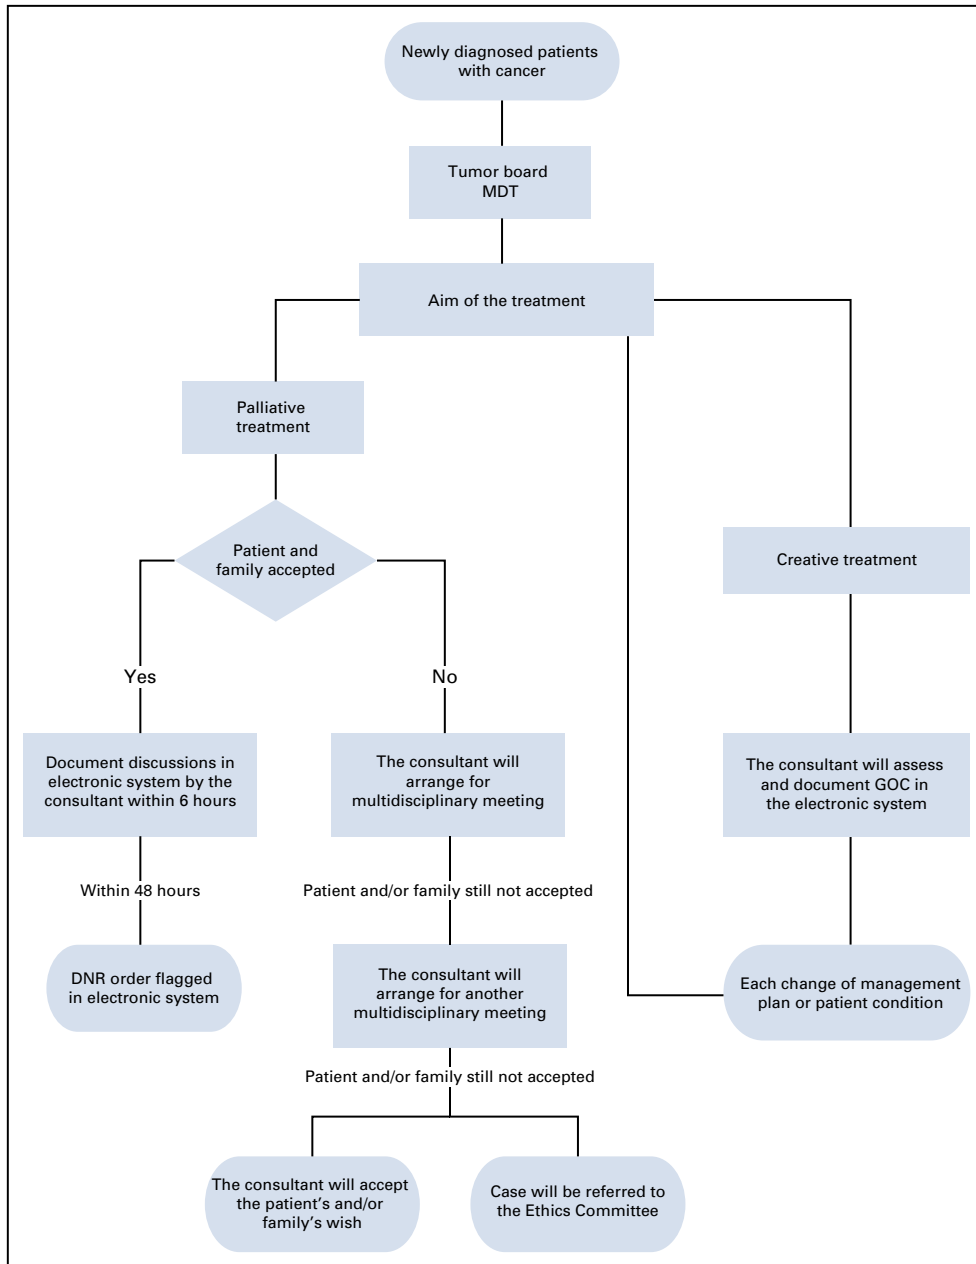 Newly diagnosed patients
with cancer
Tumor board
MDT
Aim of the treatment
Palliative
treatment
Patient and
family accepted
Creative treatment
Yes
No
Document discussions in
electronic system by the
consultant within 6 hours
The consultant will
arrange for
multidisciplinary meeting
The consultant will assess
and document GOC in
the electronic system
Within 48 hours
Patient and/or family still not accepted
DNR order flagged
in electronic system
The consultant will
arrange for another
multidisciplinary meeting
Each change of management
plan or patient condition
Patient and/or family still not accepted
The consultant will accept
the patient's and/or
family's wish
Case will be referred to
the Ethics Committee